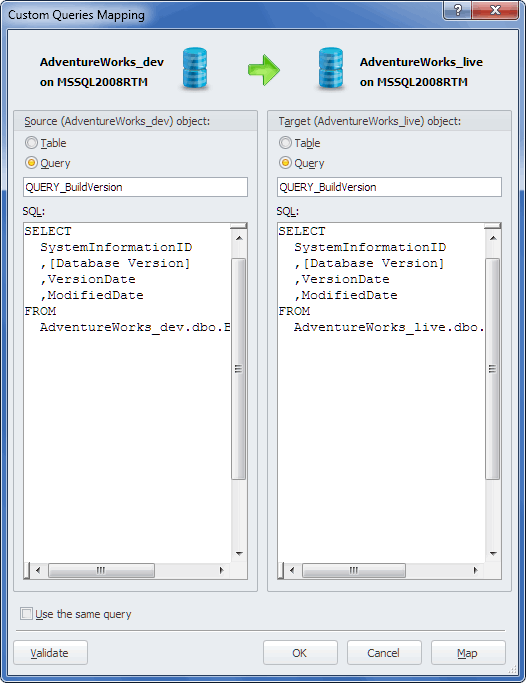 Custom Queries Mapping
AdventureWorks_dev
on MSSQL2008RTM
AdventureWorks_live
on MSSQL2008RTM
Source (AdventureWorks_dev) object:
Table
Query
QUERY_BuildVersion
SQL:
SELECT
SystemInformationID
,[Database Version]
,VersionDate
,ModifiedDate
FROM
AdventureWorks_dev.dbo.
Target (AdventureWorks_live) object:
Table
Query
QUERY_BuildVersion
SQL:
SELECT
SystemInformationID
,[Database Version]
,VersionDate
,ModifiedDate
FROM
AdventureWorks_live.dbo.
Use the same query
Validate
OK
Cancel
Map